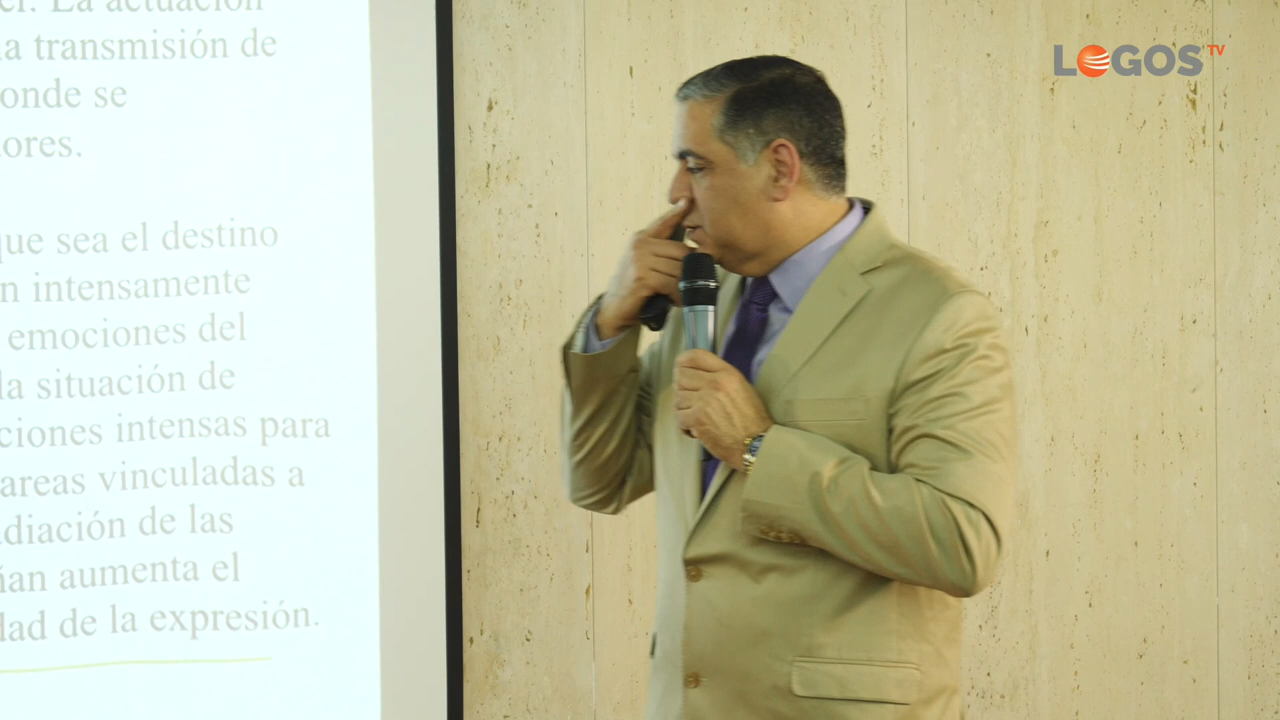 er. La actuación
la transmisión de
onde se
ores.
que sea el destino
n intensamente
emociones del
la situación de
ciones intensas para
areas vinculadas a
diación de las
ñan aumenta el
dad de la expresión.
LOGOS TV